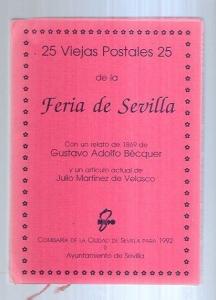 25 Viejas Postales 25
de la
Feria de Sevilla
Con un relato de 1869 de
Gustavo Adolfo Bécquer
y un artículo actual de
Julio Martínez de Velasco
COMISARÍA DE LA CIUDAD DE SEVILLA PARA 1992
Ayuntamiento de Sevilla